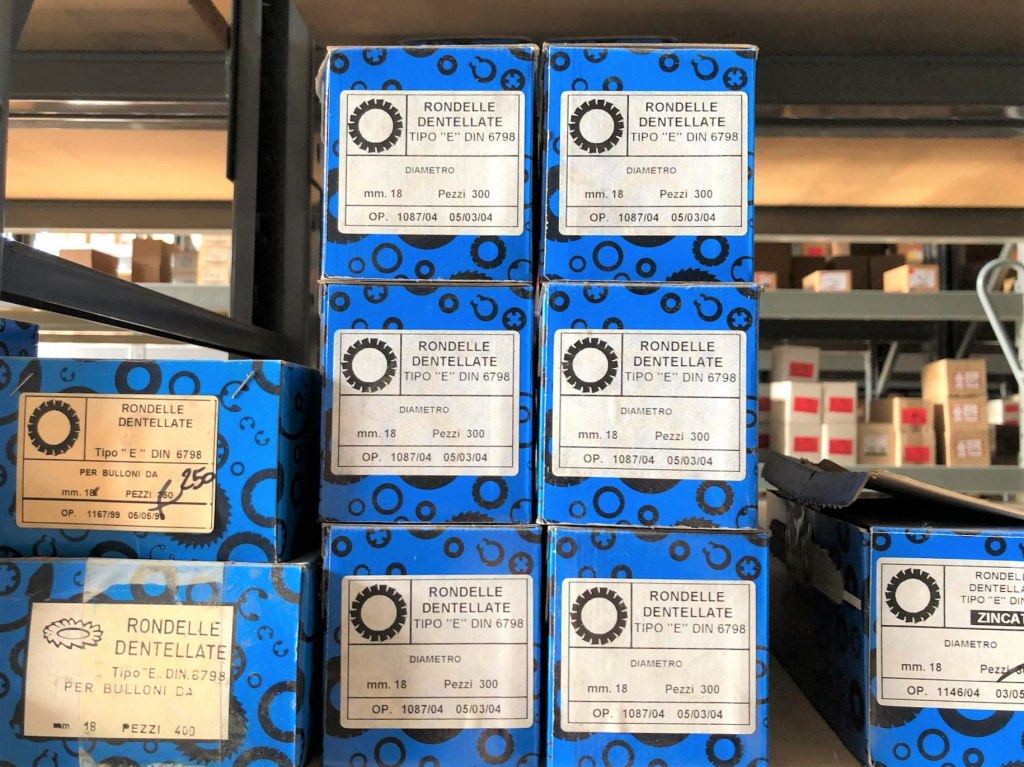 RONDELLE
DENTELLATE
TIPO "E" DIN 6798
DIAMETRO
mm. 18 Pezzi 300
OP. 1087/04 05/03/04
RONDELLE
DENTELLATE
TIPO "E" DIN 6798
DIAMETRO
mm. 18 Pezzi 300
OP. 1087/04 05/03/04
RONDELLE
DENTELLATE
TIPO "E" DIN 6798
DIAMETRO
mm. 18 Pezzi 300
OP. 1087/04 05/03/04
RONDELLE
DENTELLATE
TIPO "E" DIN 6798
DIAMETRO
mm. 18 Pezzi 300
OP. 1087/04 05/03/04
RONDELLE
DENTELLATE
Tipo "E" DIN 6798
PER BULLONI DA
mm. 18 PEZZI 250
OP. 1167/99
RONDELLE
DENTELLATE
Tipo "E. DIN.6798
PER BULLONI DA
mm. 18 PEZZI 400
RONDELLE
DENTELLATE
TIPO "E" DIN 6798
DIAMETRO
mm. 18 Pezzi 300
OP. 1087/04 05/03/04
RONDELLE
DENTELLATE
TIPO "E" DIN 6798
DIAMETRO
mm. 18 Pezzi 300
OP. 1087/04 05/03/04
TIPO "E"
DIAMETRO
mm. 18 Pezzi
OP. 1146/04